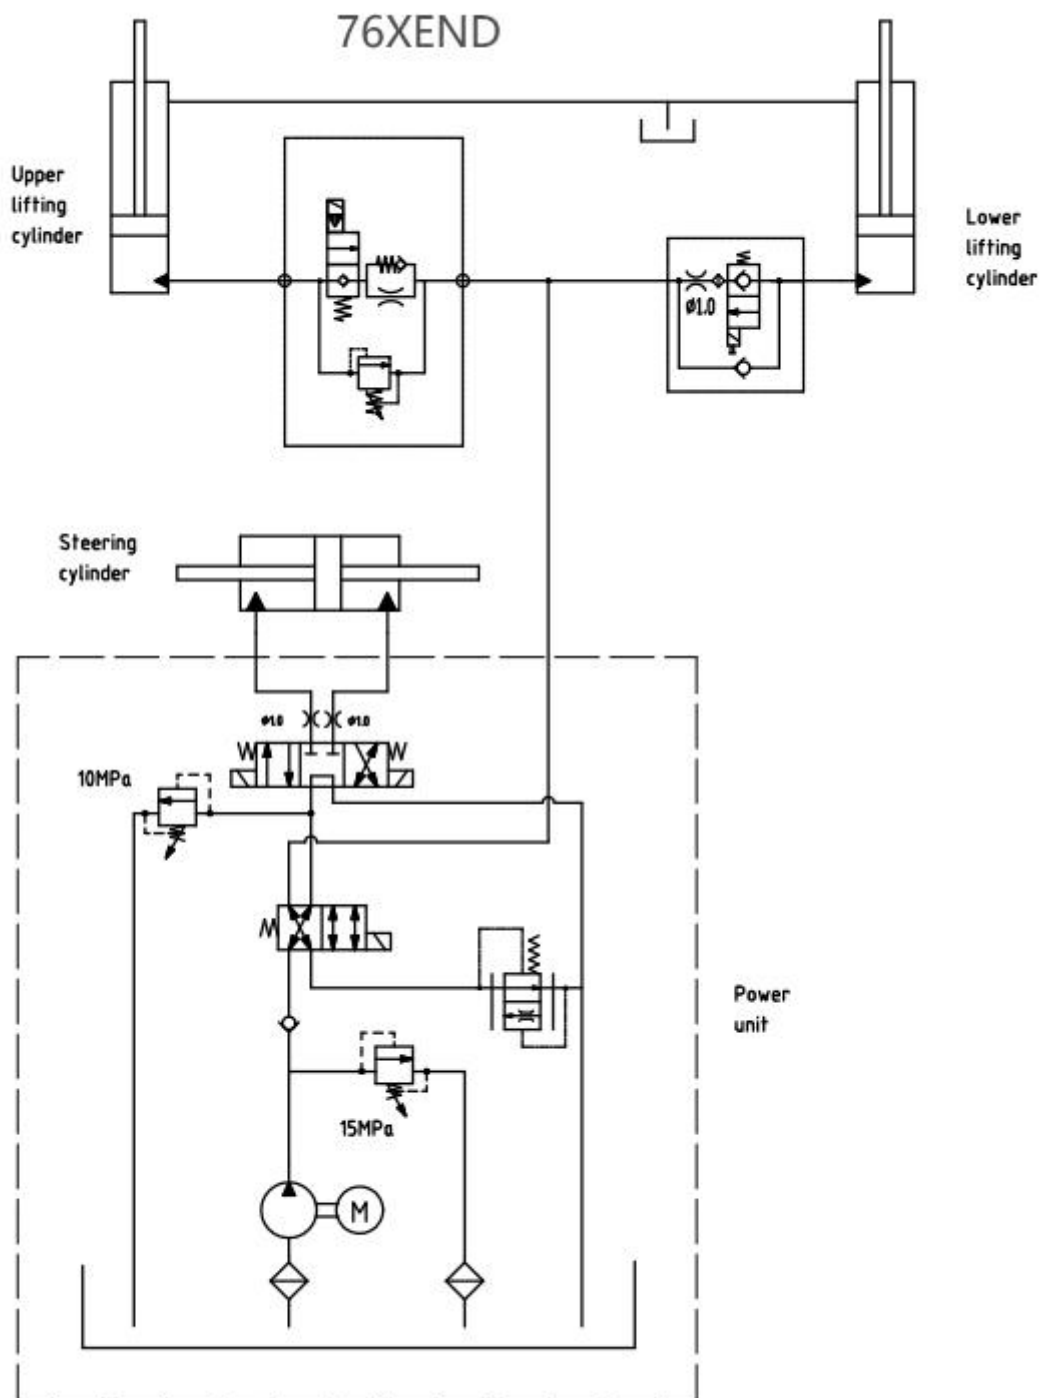 76XEND
Upper
lifting
cylinder
Lower
lifting
cylinder
Ø1.0
Steering
cylinder
Ø1.0
Ø1.0
10MPa
Power
unit
15MPa
M